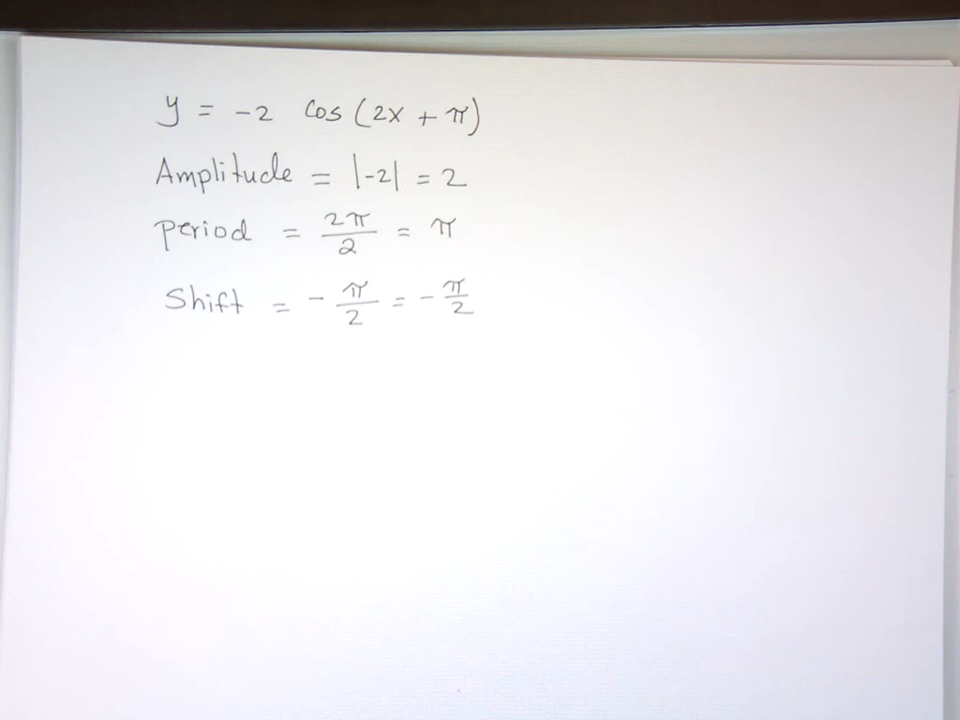 y = -2 cos (2x + π)
Amplitude = |-2| = 2
period = 2π/2 = π
Shift = - π/2 = - π/2